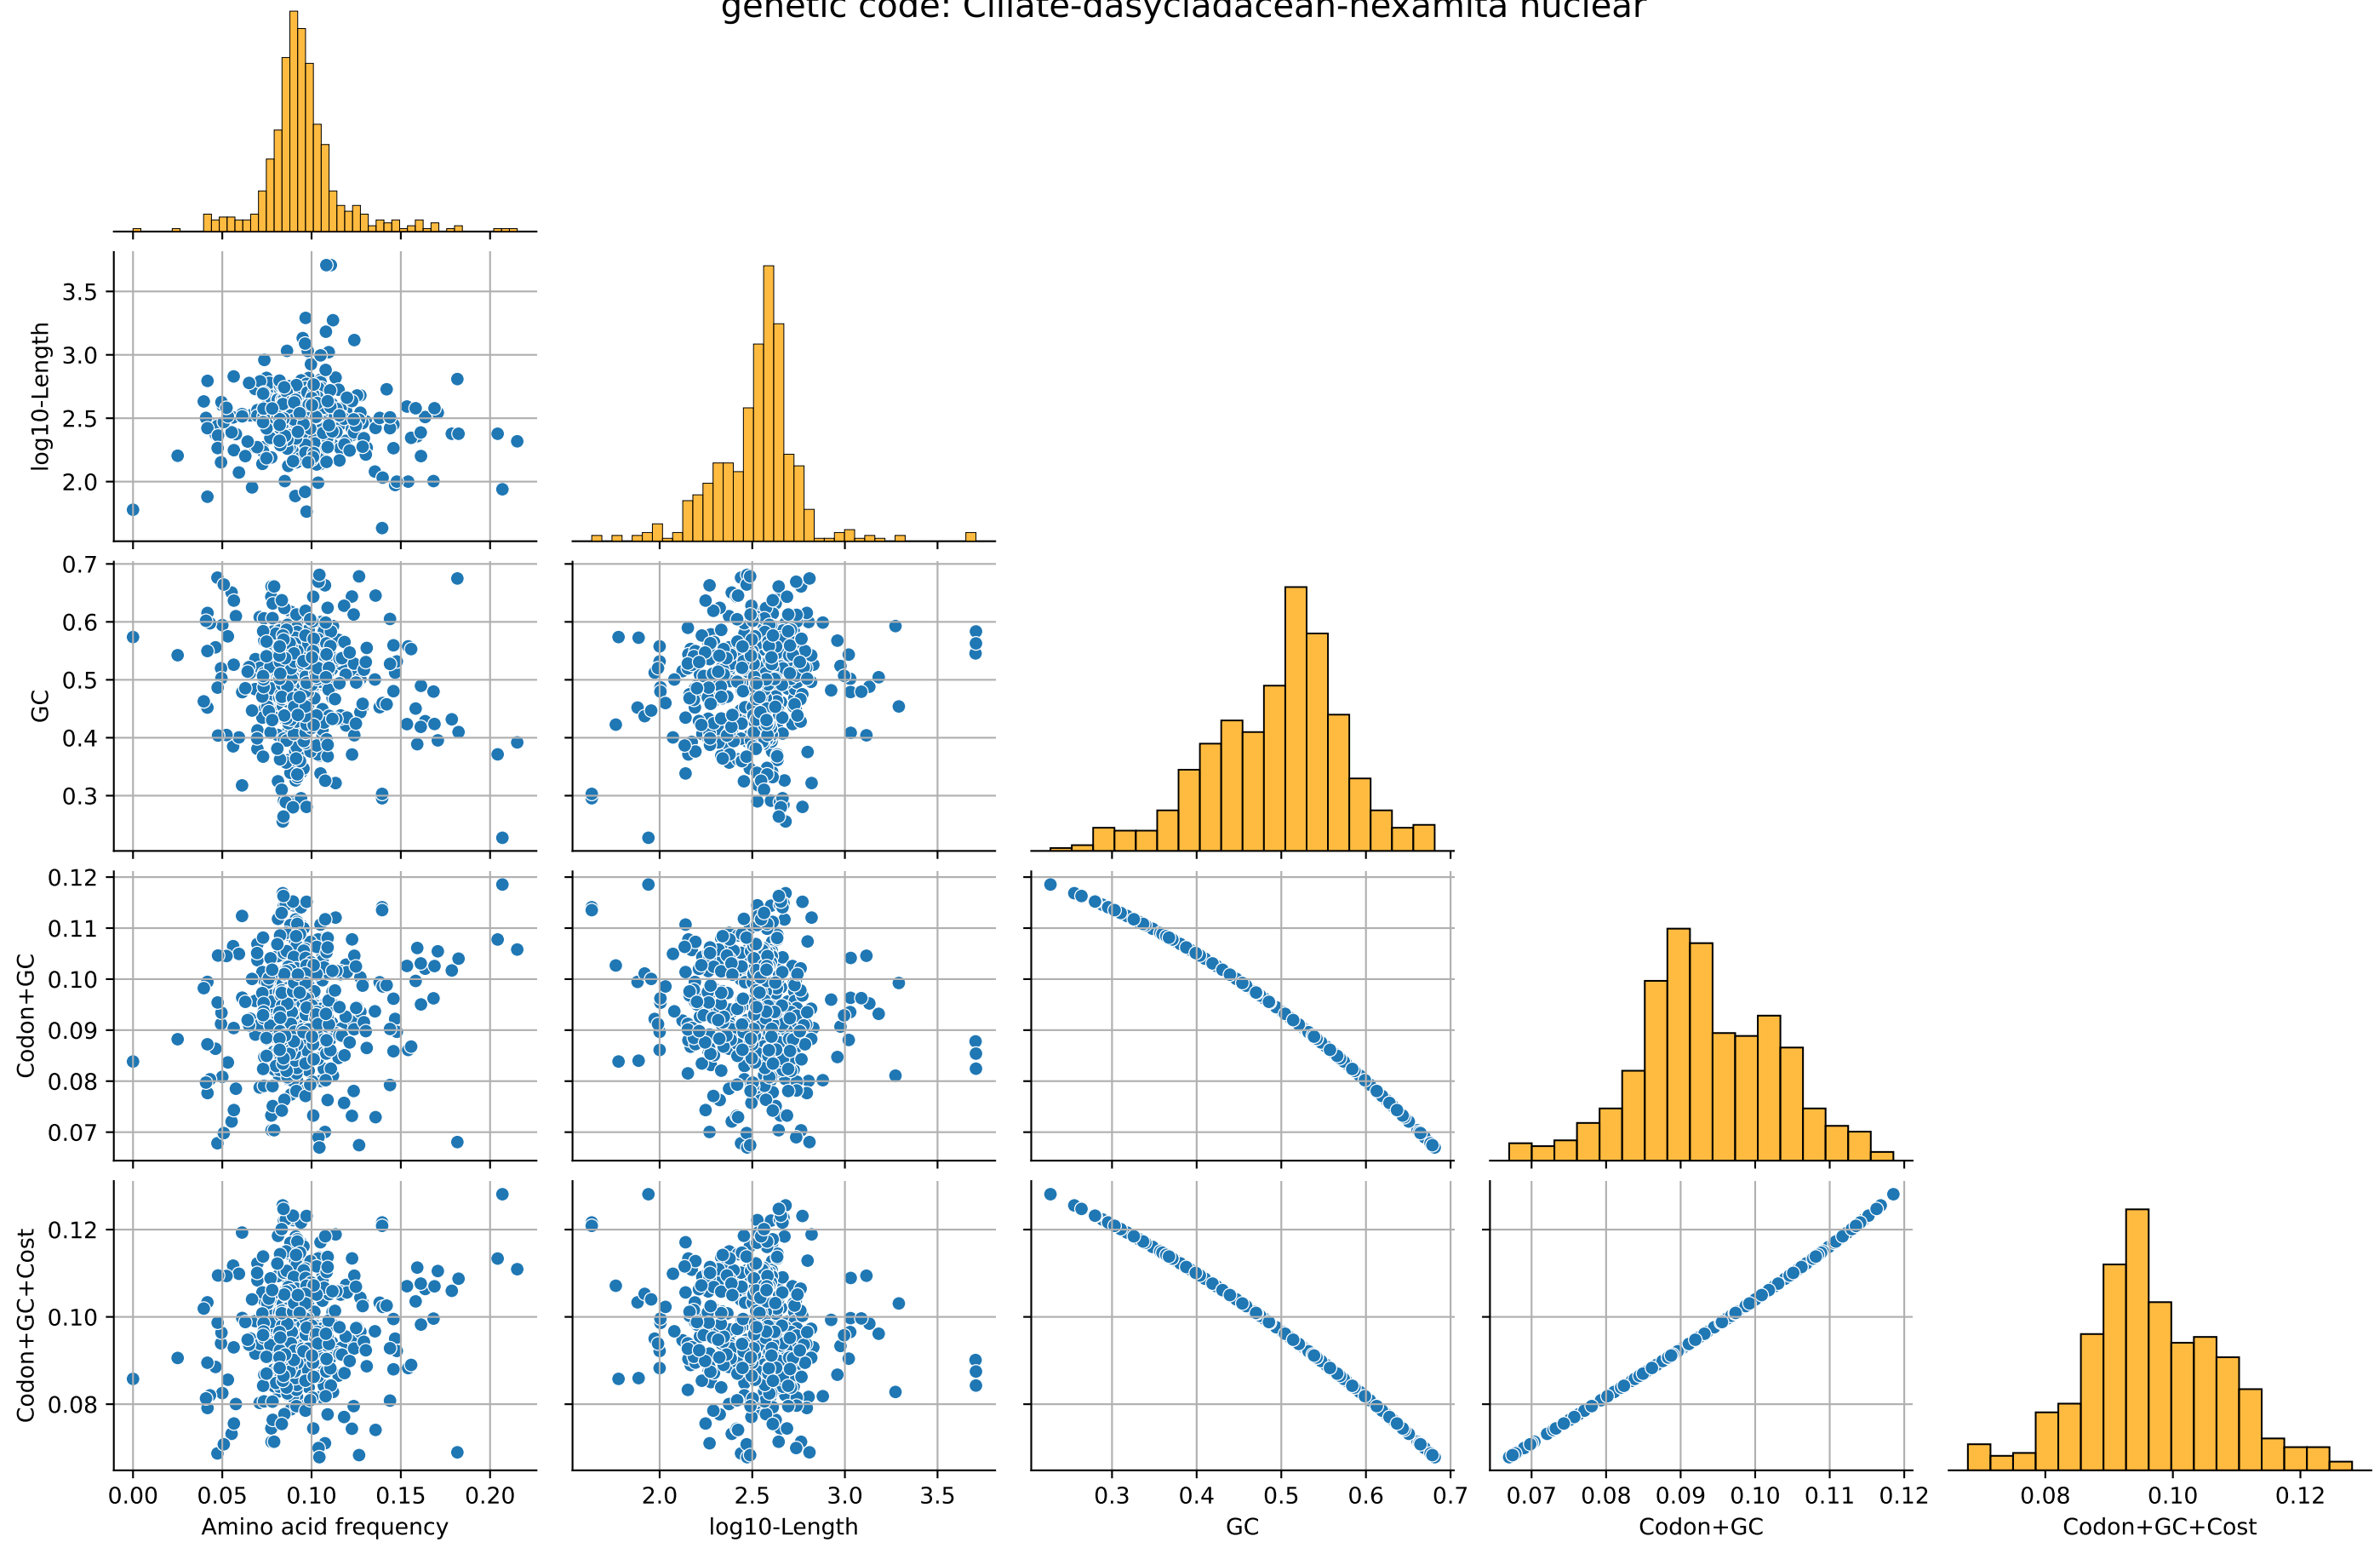 genetic code: Ciliate-dasycladacean-hexamita nuclear
3.5
3.0
2.5
2.0
log10-Length
0.7
0.6
0.5
0.4
0.3
GC
0.12
0.11
0.10
0.09
0.08
0.07
Codon+GC
0.12
0.10
0.08
Codon+GC+Cost
0.00 0.05 0.10 0.15 0.20
2.0 2.5 3.0 3.5
0.3 0.4 0.5 0.6 0.7
0.07 0.08 0.09 0.10 0.11 0.12
0.08 0.10 0.12
Amino acid frequency
log10-Length
GC
Codon+GC
Codon+GC+Cost